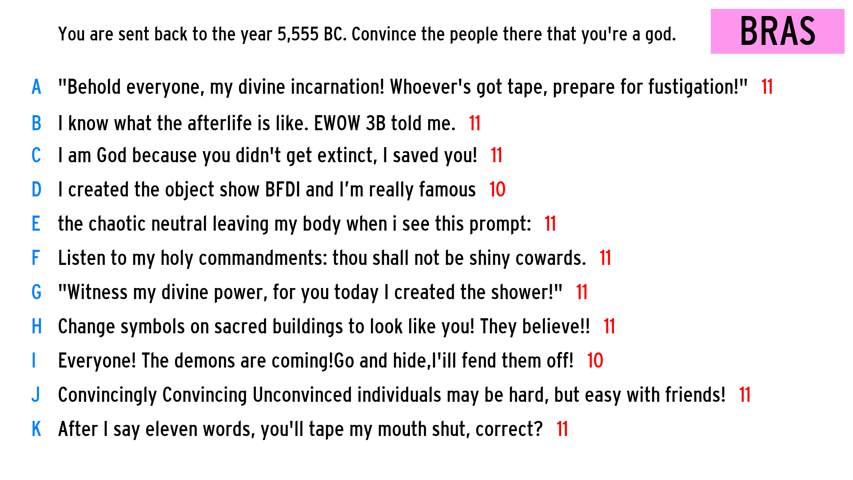 You are sent back to the year 5,555 BC. Convince the people there that you're a god.
BRAS
A "Behold everyone, my divine incarnation! Whoever's got tape, prepare for fustigation!" 11
B I know what the afterlife is like. EWOW 3B told me. 11
C I am God because you didn't get extinct, I saved you! 11
D I created the object show BFDI and I’m really famous 10
E the chaotic neutral leaving my body when i see this prompt: 11
F Listen to my holy commandments: thou shall not be shiny cowards. 11
G "Witness my divine power, for you today I created the shower!" 11
H Change symbols on sacred buildings to look like you! They believe!! 11
I Everyone! The demons are coming!Go and hide,I'ill fend them off! 10
J Convincingly Convincing Unconvinced individuals may be hard, but easy with friends! 11
K After I say eleven words, you'll tape my mouth shut, correct? 11